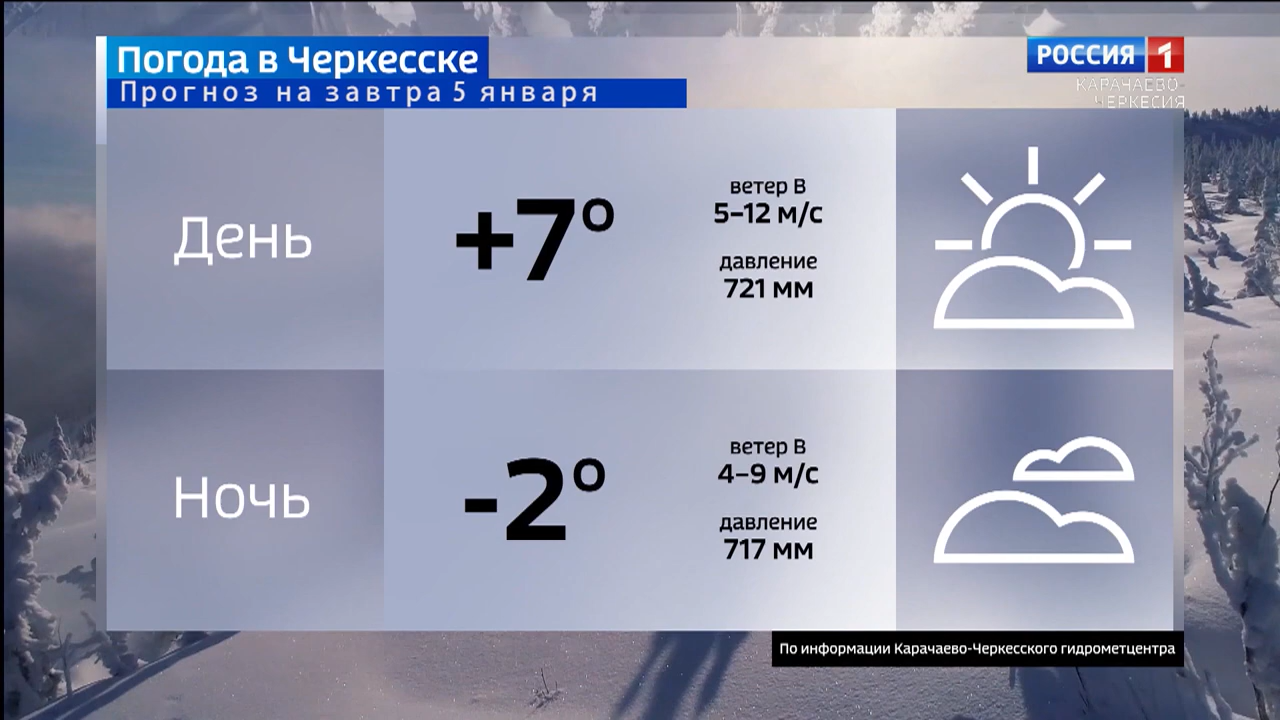 Погода в Черкесске
Прогноз на завтра 5 января
РОССИЯ 1
КАРАЧАЕВО-
ЧЕРКЕСИЯ
День
+7°
ветер В
5–12 м/с
давление
721 мм
Ночь
-2°
ветер В
4–9 м/с
давление
717 мм
По информации Карачаево-Черкесского гидрометцентра